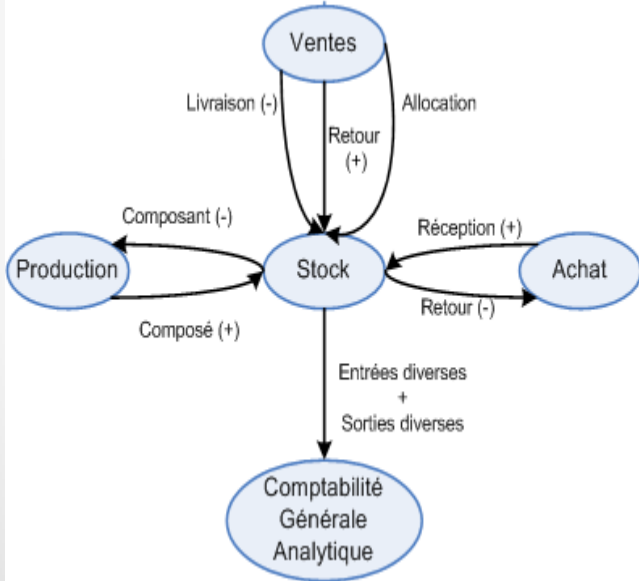 Ventes
Livraison (-)
Allocation
Retour
(+)
Composant (-)
Réception (+)
Production
Stock
Achat
Composé (+)
Retour (-)
Entrées diverses
+
Sorties diverses
Comptabilité
Générale
Analytique